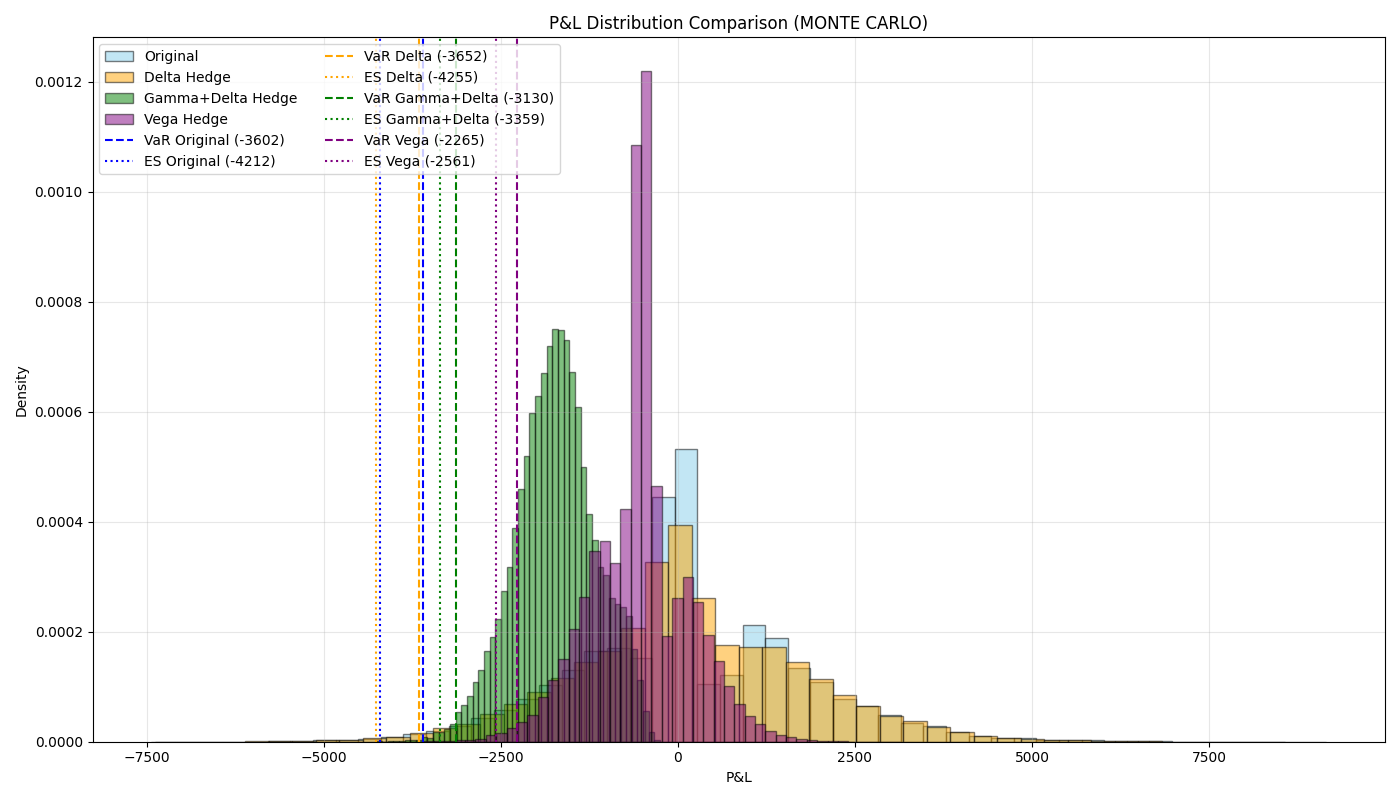 P&L Distribution Comparison (MONTE CARLO)
Original
Delta Hedge
Gamma+Delta Hedge
Vega Hedge
VaR Original (-3602)
ES Original (-4212)
VaR Delta (-3652)
ES Delta (-4255)
VaR Gamma+Delta (-3130)
ES Gamma+Delta (-3359)
VaR Vega (-2265)
ES Vega (-2561)
Density
0.0012
0.0010
0.0008
0.0006
0.0004
0.0002
0.0000
−7500 −5000 −2500 0 2500 5000 7500
P&L